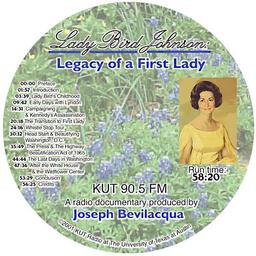 Lady Bird Johnson:
Legacy of a First Lady
00:00 Preface
01:57 Introduction
03:39 Lady Bird's Childhood
09:42 Early Days with Lyndon
14:31 Campaigning
& Kennedy's Assassination
20:18 The Transition to First Lady
24:16 Whistle Stop Tour
30:32 Head Start & Beautifying
Washington, D.C.
35:49 The Press & The Highway
Beautification Act of 1965
44:44 The Last Days in Washington
47:36 After the White House
& the Wildflower Center
53:29 Conclusion
56:25 Credits
Run time:
58:20
KUT 90.5 FM
A radio documentary produced by
Joseph Bevilacqua
©2001 KUT Radio at The University of Texas at Austin